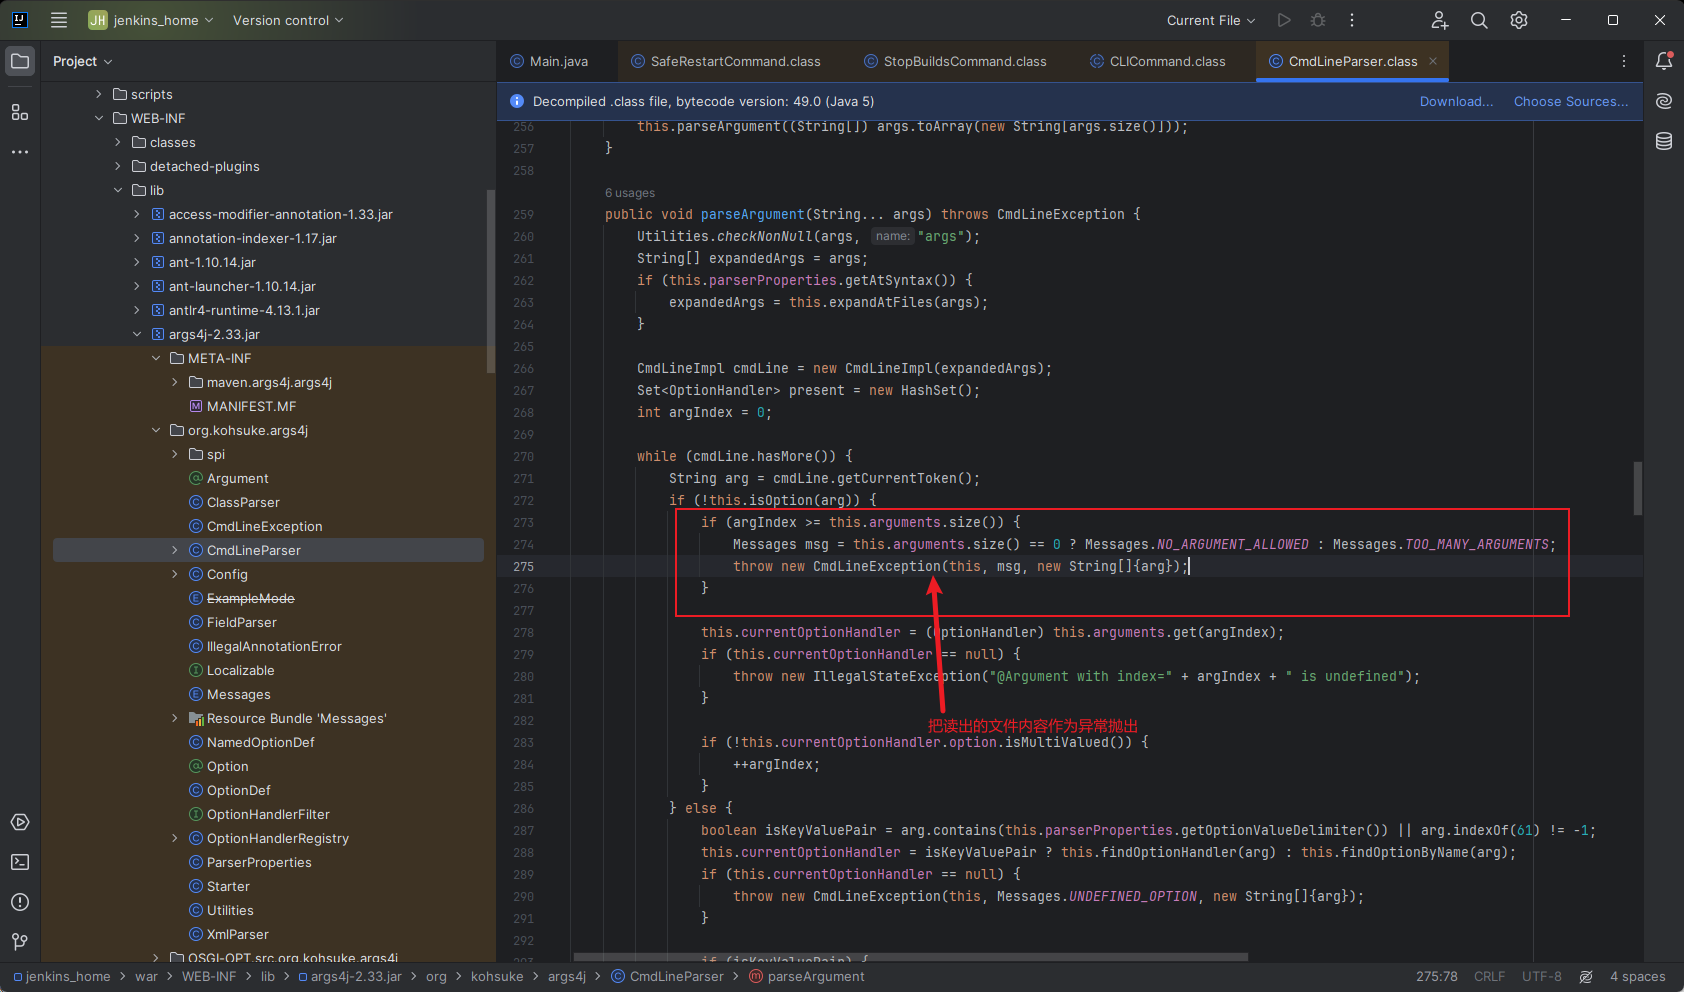 JH jenkins_home Version control Current File
Project
Main.java SafeRestartCommand.class StopBuildsCommand.class CLICommand.class CmdLineParser.class
Decompiled .class file, bytecode version: 49.0 (Java 5) Download... Choose Sources...
scripts
WEB-INF
classes
detached-plugins
lib
access-modifier-annotation-1.33.jar
annotation-indexer-1.17.jar
ant-1.10.14.jar
ant-launcher-1.10.14.jar
antlr4-runtime-4.13.1.jar
args4j-2.33.jar
META-INF
maven.args4j.args4j
MANIFEST.MF
org.kohsuke.args4j
spi
Argument
ClassParser
CmdLineException
CmdLineParser
Config
ExampleMode
FieldParser
IllegalAnnotationError
Localizable
Messages
Resource Bundle 'Messages'
NamedOptionDef
Option
OptionDef
OptionHandlerFilter
OptionHandlerRegistry
ParserProperties
Starter
Utilities
XmlParser
OSGI-OPT.src.org.kohsuke.args4j
256 this.parseArgument((String[]) args.toArray(new String[args.size()]));
257 }
258
6 usages
259 public void parseArgument(String... args) throws CmdLineException {
260 Utilities.checkNonNull(args, name: "args");
261 String[] expandedArgs = args;
262 if (this.parserProperties.getAtSyntax()) {
263 expandedArgs = this.expandAtFiles(args);
264 }
265
266 CmdLineImpl cmdLine = new CmdLineImpl(expandedArgs);
267 Set<OptionHandler> present = new HashSet();
268 int argIndex = 0;
269
270 while (cmdLine.hasMore()) {
271 String arg = cmdLine.getCurrentToken();
272 if (!this.isOption(arg)) {
273 if (argIndex >= this.arguments.size()) {
274 Messages msg = this.arguments.size() == 0 ? Messages.NO_ARGUMENT_ALLOWED : Messages.TOO_MANY_ARGUMENTS;
275 throw new CmdLineException(this, msg, new String[]{arg});
276 }
277
278 this.currentOptionHandler = (OptionHandler) this.arguments.get(argIndex);
279 if (this.currentOptionHandler == null) {
280 throw new IllegalStateException("@Argument with index=" + argIndex + " is undefined");
281 }
282
把读出的文件内容作为异常抛出
283 if (!this.currentOptionHandler.option.isMultiValued()) {
284 ++argIndex;
285 }
286 } else {
287 boolean isKeyValuePair = arg.contains(this.parserProperties.getOptionValueDelimiter()) || arg.indexOf(61) != -1;
288 this.currentOptionHandler = isKeyValuePair ? this.findOptionHandler(arg) : this.findOptionByName(arg);
289 if (this.currentOptionHandler == null) {
290 throw new CmdLineException(this, Messages.UNDEFINED_OPTION, new String[]{arg});
291 }
292
293 if (isKeyValuePair) {
jenkins_home > war > WEB-INF > lib > args4j-2.33.jar > org > kohsuke > args4j > CmdLineParser > parseArgument 275:78 CRLF UTF-8 4 spaces